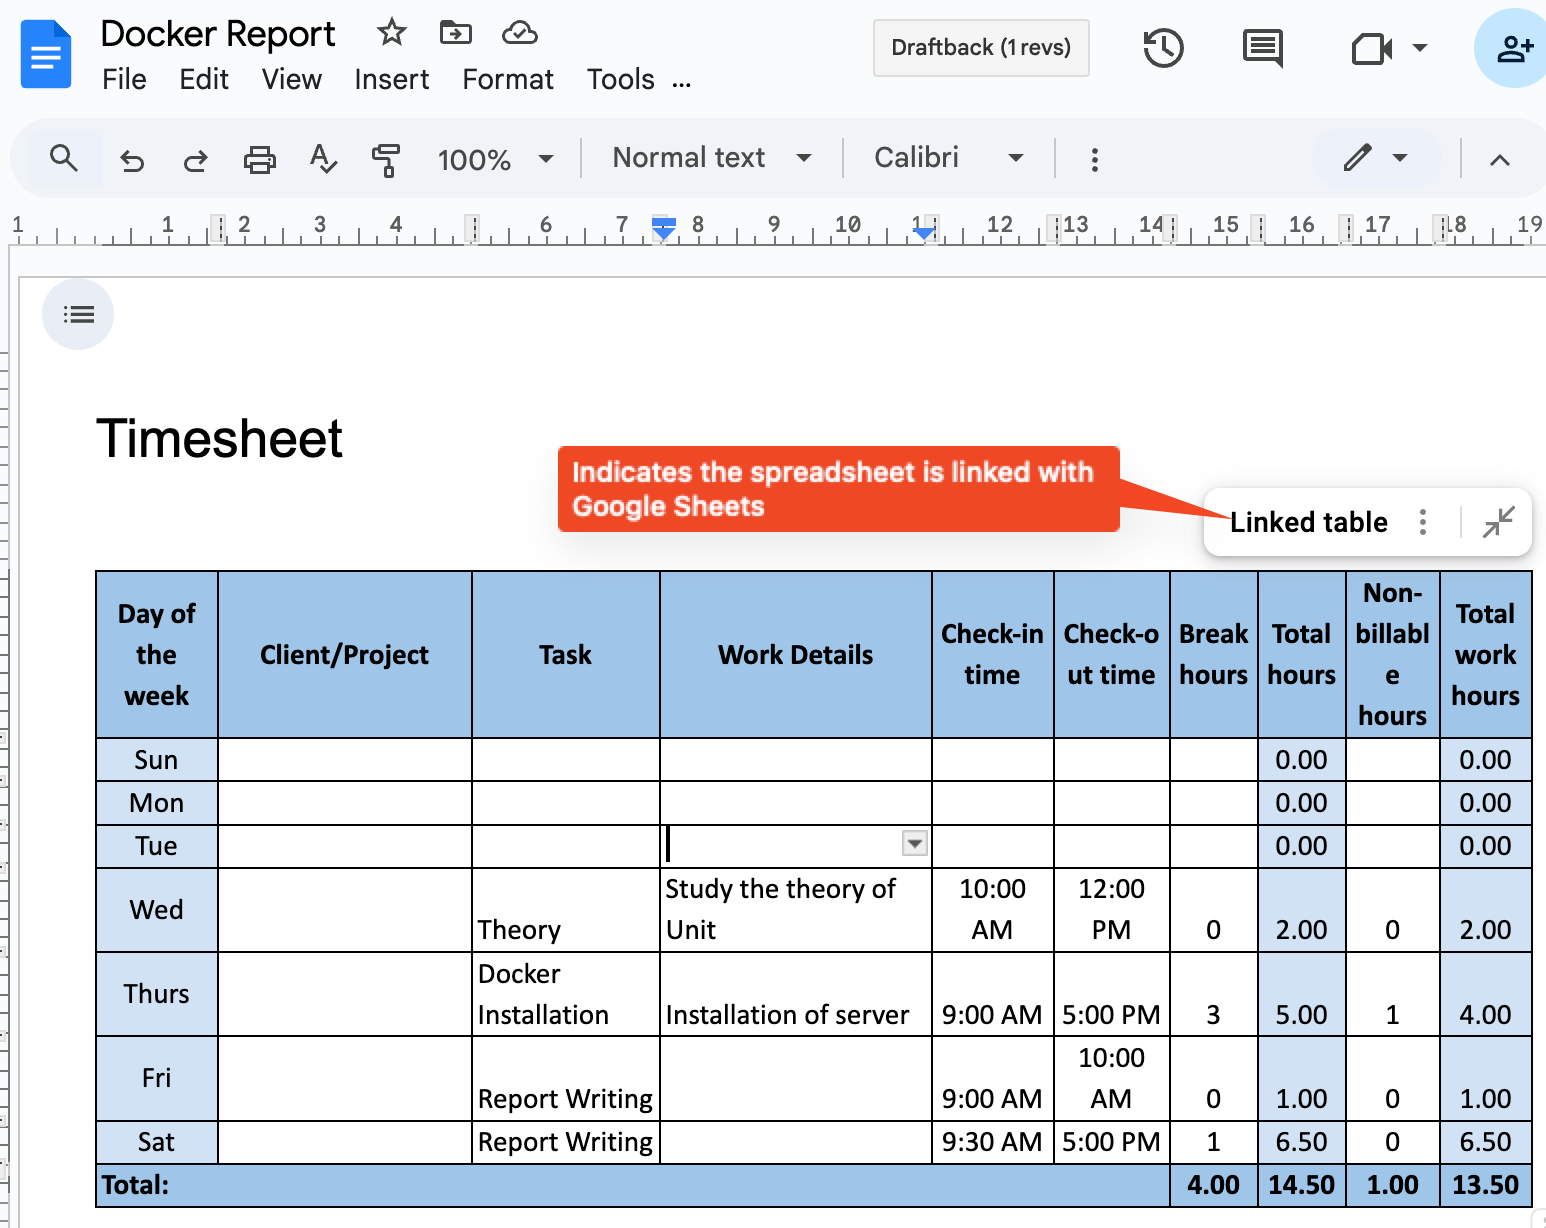 Docker Report
File Edit View Insert Format Tools ...
Draftback (1 revs)
100% Normal text Calibri
1 1 2 3 4 6 7 8 9 10 12 13 14 15 16 17 18 19
Timesheet
Indicates the spreadsheet is linked with
Google Sheets
Linked table
Day of
the
week
Client/Project
Task
Work Details
Check-in
time
Check-o
ut time
Break
hours
Total
hours
Non-
billabl
e
hours
Total
work
hours
Sun 0.00 0.00
Mon 0.00 0.00
Tue 0.00 0.00
Wed Theory Study the theory of
Unit 10:00
AM 12:00
PM 0 2.00 0 2.00
Thurs Docker
Installation Installation of server 9:00 AM 5:00 PM 3 5.00 1 4.00
Fri Report Writing 9:00 AM 10:00
AM 0 1.00 0 1.00
Sat Report Writing 9:30 AM 5:00 PM 1 6.50 0 6.50
Total: 4.00 14.50 1.00 13.50